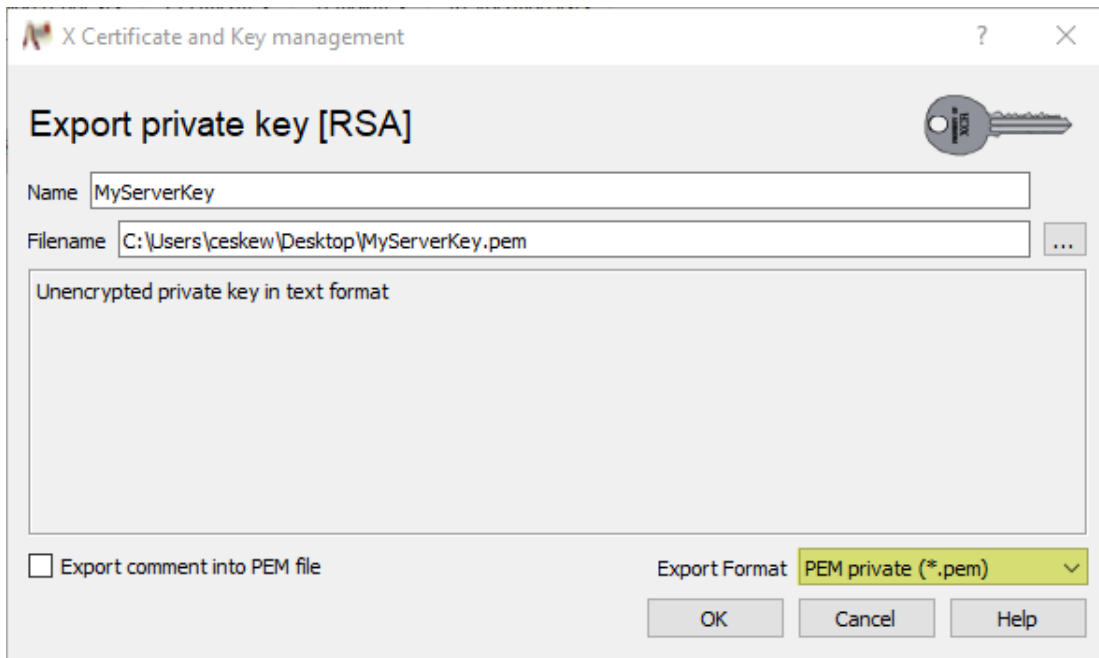 X Certificate and Key management
Export private key [RSA]
Name MyServerKey
Filename C:\Users\ceskew\Desktop\MyServerKey.pem ...
Unencrypted private key in text format
Export comment into PEM file
Export Format PEM private (*.pem)
OK Cancel Help